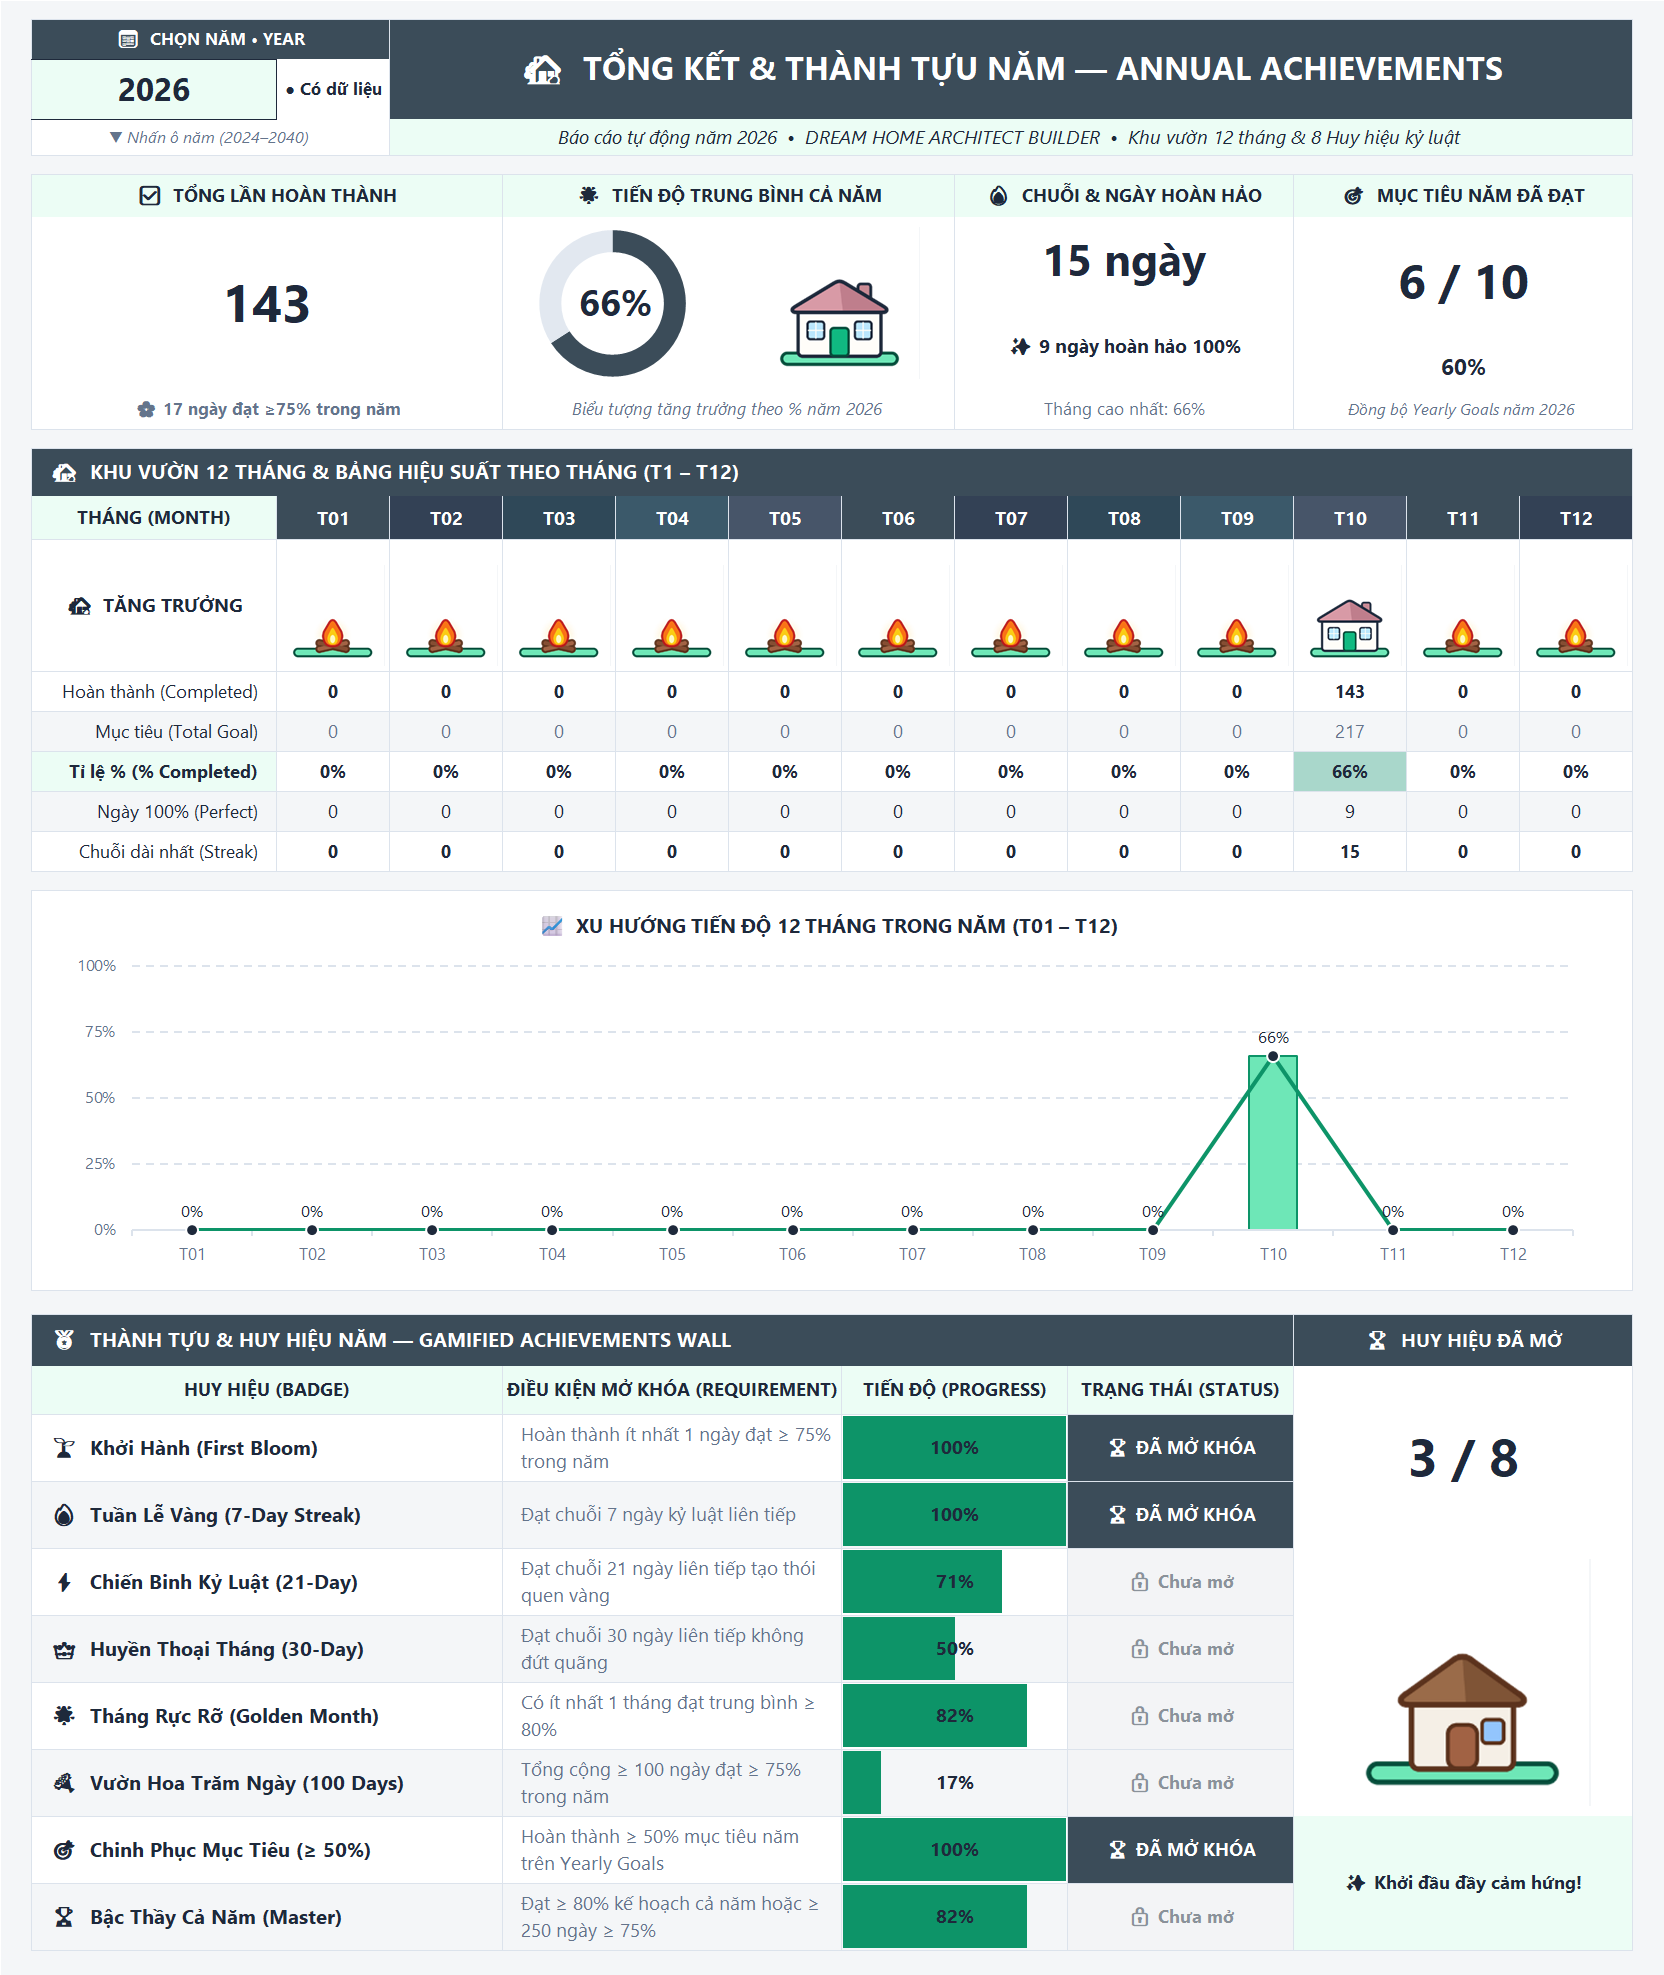 CHỌN NĂM • YEAR
2026
• Có dữ liệu
▼ Nhấn ô năm (2024–2040)
TỔNG KẾT & THÀNH TỰU NĂM — ANNUAL ACHIEVEMENTS
Báo cáo tự động năm 2026 • DREAM HOME ARCHITECT BUILDER • Khu vườn 12 tháng & 8 Huy hiệu kỷ luật
TỔNG LẦN HOÀN THÀNH
143
17 ngày đạt ≥75% trong năm
TIẾN ĐỘ TRUNG BÌNH CẢ NĂM
66%
Biểu tượng tăng trưởng theo % năm 2026
CHUỖI & NGÀY HOÀN HẢO
15 ngày
9 ngày hoàn hảo 100%
Tháng cao nhất: 66%
MỤC TIÊU NĂM ĐÃ ĐẠT
6 / 10
60%
Đồng bộ Yearly Goals năm 2026
KHU VƯỜN 12 THÁNG & BẢNG HIỆU SUẤT THEO THÁNG (T1 – T12)
THÁNG (MONTH) T01 T02 T03 T04 T05 T06 T07 T08 T09 T10 T11 T12
TĂNG TRƯỞNG
Hoàn thành (Completed) 0 0 0 0 0 0 0 0 0 143 0 0
Mục tiêu (Total Goal) 0 0 0 0 0 0 0 0 0 217 0 0
Tỉ lệ % (% Completed) 0% 0% 0% 0% 0% 0% 0% 0% 0% 66% 0% 0%
Ngày 100% (Perfect) 0 0 0 0 0 0 0 0 0 9 0 0
Chuỗi dài nhất (Streak) 0 0 0 0 0 0 0 0 0 15 0 0
XU HƯỚNG TIẾN ĐỘ 12 THÁNG TRONG NĂM (T01 – T12)
100%
75%
66%
50%
25%
0% 0% 0% 0% 0% 0% 0% 0% 0% 0% 0%
0%
T01 T02 T03 T04 T05 T06 T07 T08 T09 T10 T11 T12
THÀNH TỰU & HUY HIỆU NĂM — GAMIFIED ACHIEVEMENTS WALL
HUY HIỆU (BADGE) ĐIỀU KIỆN MỞ KHÓA (REQUIREMENT) TIẾN ĐỘ (PROGRESS) TRẠNG THÁI (STATUS)
Khởi Hành (First Bloom)
Hoàn thành ít nhất 1 ngày đạt ≥ 75%
trong năm
100%
ĐÃ MỞ KHÓA
Tuần Lễ Vàng (7-Day Streak)
Đạt chuỗi 7 ngày kỷ luật liên tiếp
100%
ĐÃ MỞ KHÓA
Chiến Binh Kỷ Luật (21-Day)
Đạt chuỗi 21 ngày liên tiếp tạo thói
quen vàng
71%
Chưa mở
Huyền Thoại Tháng (30-Day)
Đạt chuỗi 30 ngày liên tiếp không
đứt quãng
50%
Chưa mở
Tháng Rực Rỡ (Golden Month)
Có ít nhất 1 tháng đạt trung bình ≥
80%
82%
Chưa mở
Vườn Hoa Trăm Ngày (100 Days)
Tổng cộng ≥ 100 ngày đạt ≥ 75%
trong năm
17%
Chưa mở
Chinh Phục Mục Tiêu (≥ 50%)
Hoàn thành ≥ 50% mục tiêu năm
trên Yearly Goals
100%
ĐÃ MỞ KHÓA
Bậc Thầy Cả Năm (Master)
Đạt ≥ 80% kế hoạch cả năm hoặc ≥
250 ngày ≥ 75%
82%
Chưa mở
HUY HIỆU ĐÃ MỞ
3 / 8
Khởi đầu đầy cảm hứng!